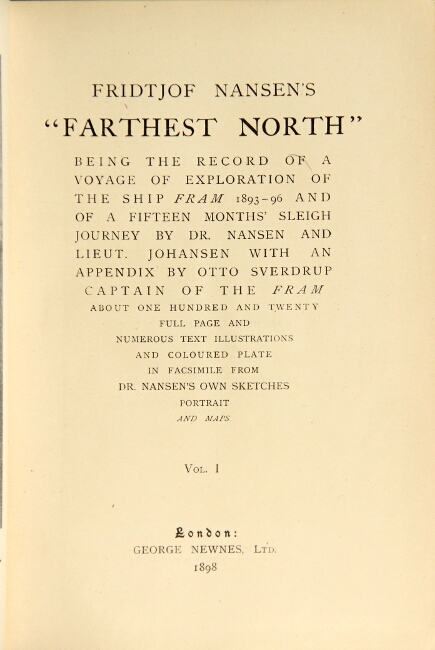 FRIDTJOF NANSEN'S
"FARTHEST NORTH"
BEING THE RECORD OF A
VOYAGE OF EXPLORATION OF
THE SHIP FRAM 1893–96 AND
OF A FIFTEEN MONTHS' SLEIGH
JOURNEY BY DR. NANSEN AND
LIEUT. JOHANSEN WITH AN
APPENDIX BY OTTO SVERDRUP
CAPTAIN OF THE FRAM
ABOUT ONE HUNDRED AND TWENTY
FULL PAGE AND
NUMEROUS TEXT ILLUSTRATIONS
AND COLOURED PLATE
IN FACSIMILE FROM
DR. NANSEN'S OWN SKETCHES
PORTRAIT
AND MAPS
VOL. I
London:
GEORGE NEWNES, LTD.
1898